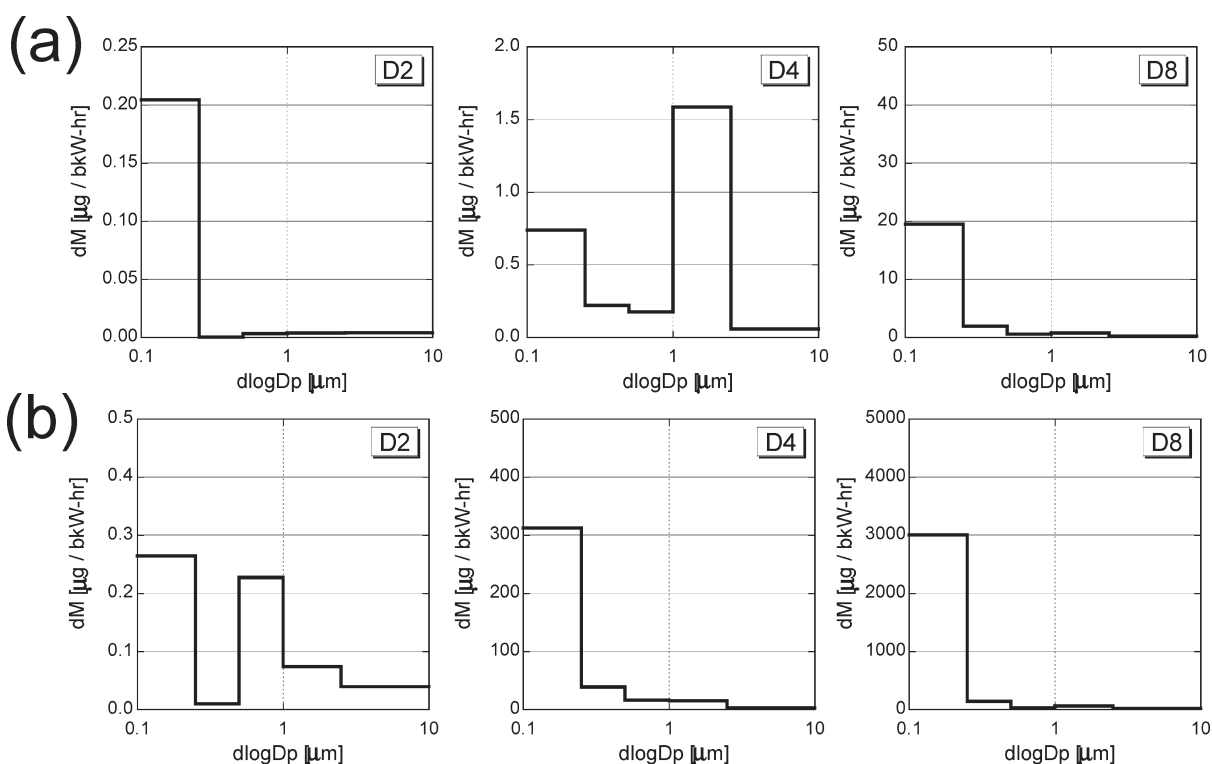 (a)
D2
0.25
0.20
0.15
0.10
0.05
0.00
dM [µg / bkW-hr]
0.1 1 10
dlogDp [µm]
D4
2.0
1.5
1.0
0.5
0.0
dM [µg / bkW-hr]
0.1 1 10
dlogDp [µm]
D8
50
40
30
20
10
0
dM [µg / bkW-hr]
0.1 1 10
dlogDp [µm]
(b)
D2
0.5
0.4
0.3
0.2
0.1
0.0
dM [µg / bkW-hr]
0.1 1 10
dlogDp [µm]
D4
500
400
300
200
100
0
dM [µg / bkW-hr]
0.1 1 10
dlogDp [µm]
D8
5000
4000
3000
2000
1000
0
dM [µg / bkW-hr]
0.1 1 10
dlogDp [µm]